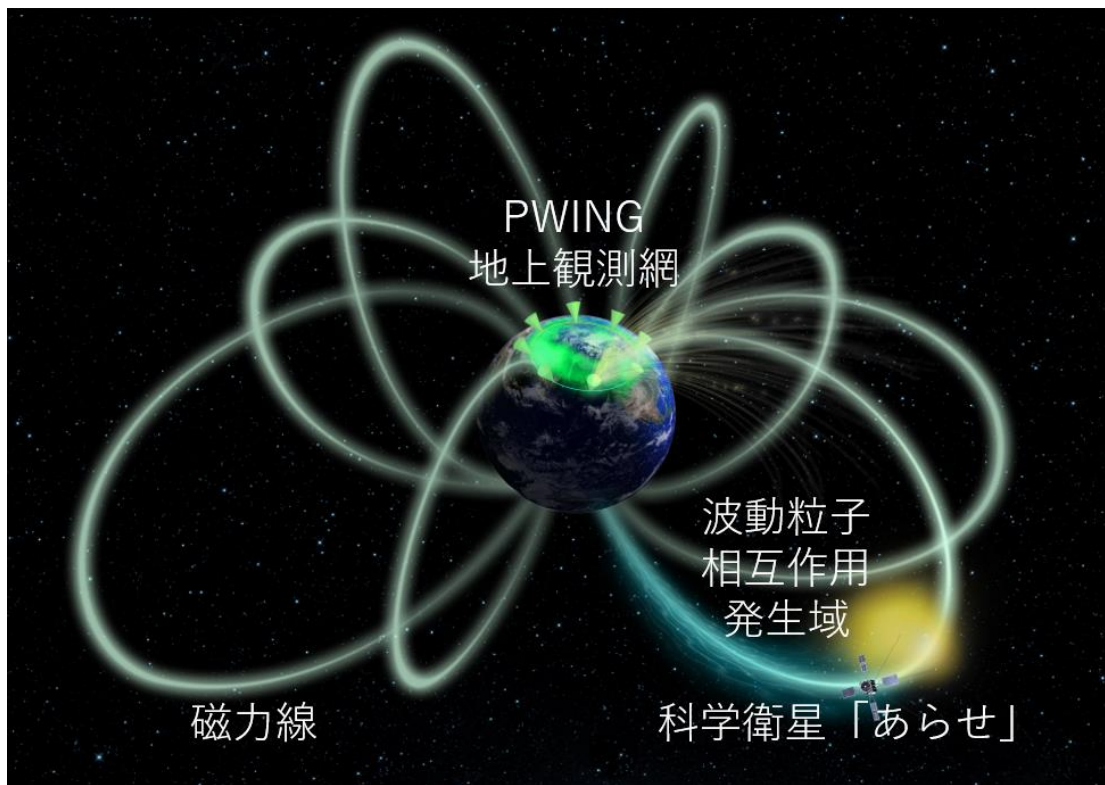 PWING
地上観測網
波動粒子
相互作用
発生域
磁力線
科学衛星「あらせ」